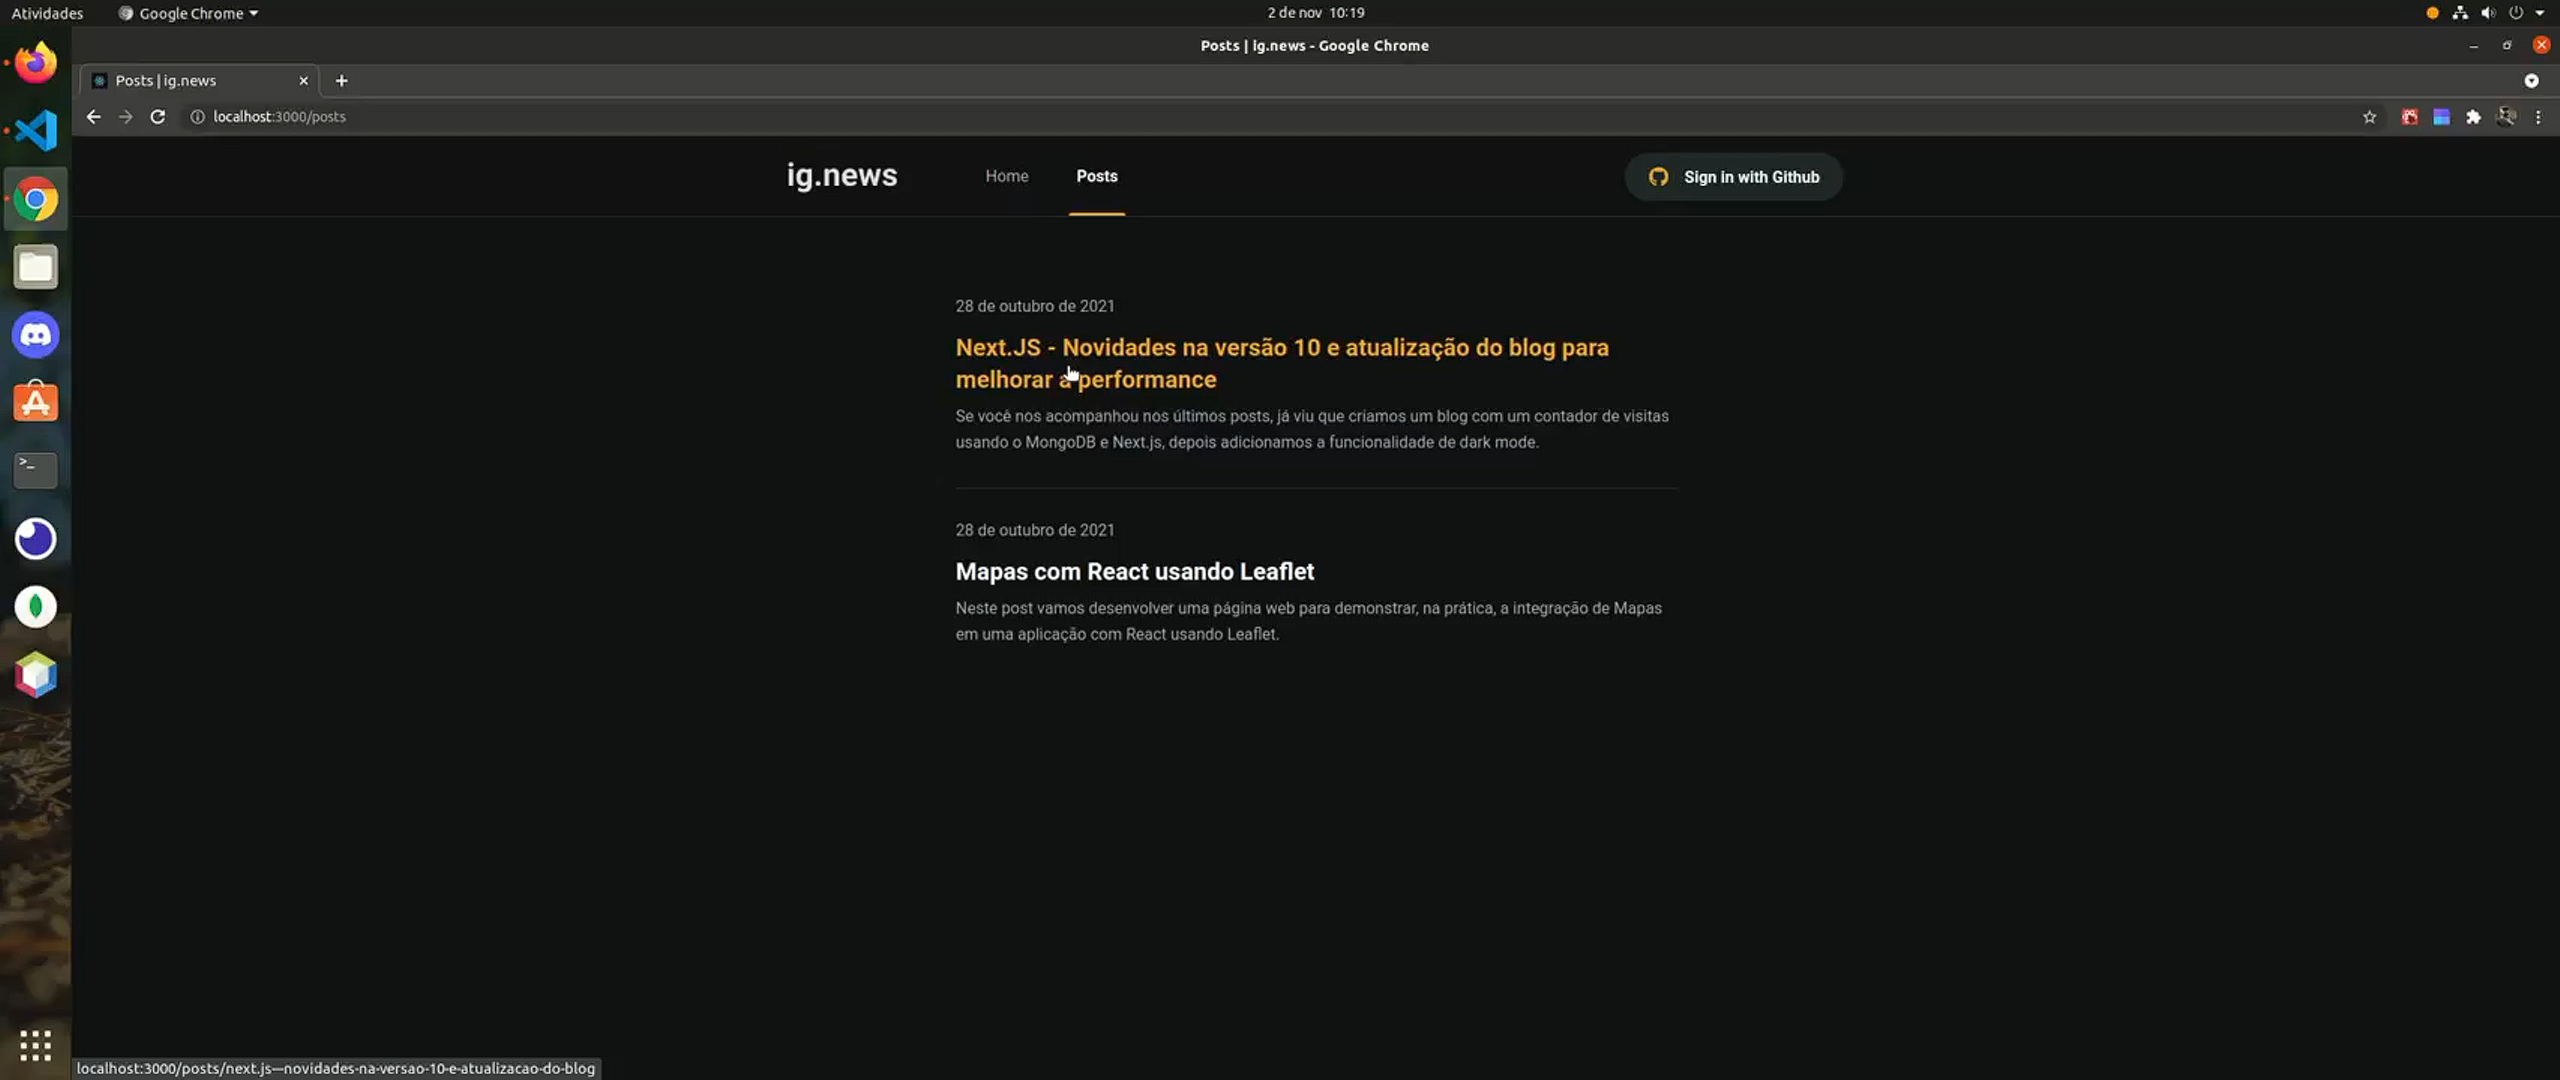 Atividades
Google Chrome
2 de nov 10:19
Posts | ig.news - Google Chrome
Posts | ig.news
localhost:3000/posts
ig.news
Home
Posts
Sign in with Github
28 de outubro de 2021
Next.JS - Novidades na versão 10 e atualização do blog para
melhorar a performance
Se você nos acompanhou nos últimos posts, já viu que criamos um blog com um contador de visitas
usando o MongoDB e Next.js, depois adicionamos a funcionalidade de dark mode.
28 de outubro de 2021
Mapas com React usando Leaflet
Neste post vamos desenvolver uma página web para demonstrar, na prática, a integração de Mapas
em uma aplicação com React usando Leaflet.
localhost:3000/posts/next.js—novidades-na-versao-10-e-atualizacao-do-blog